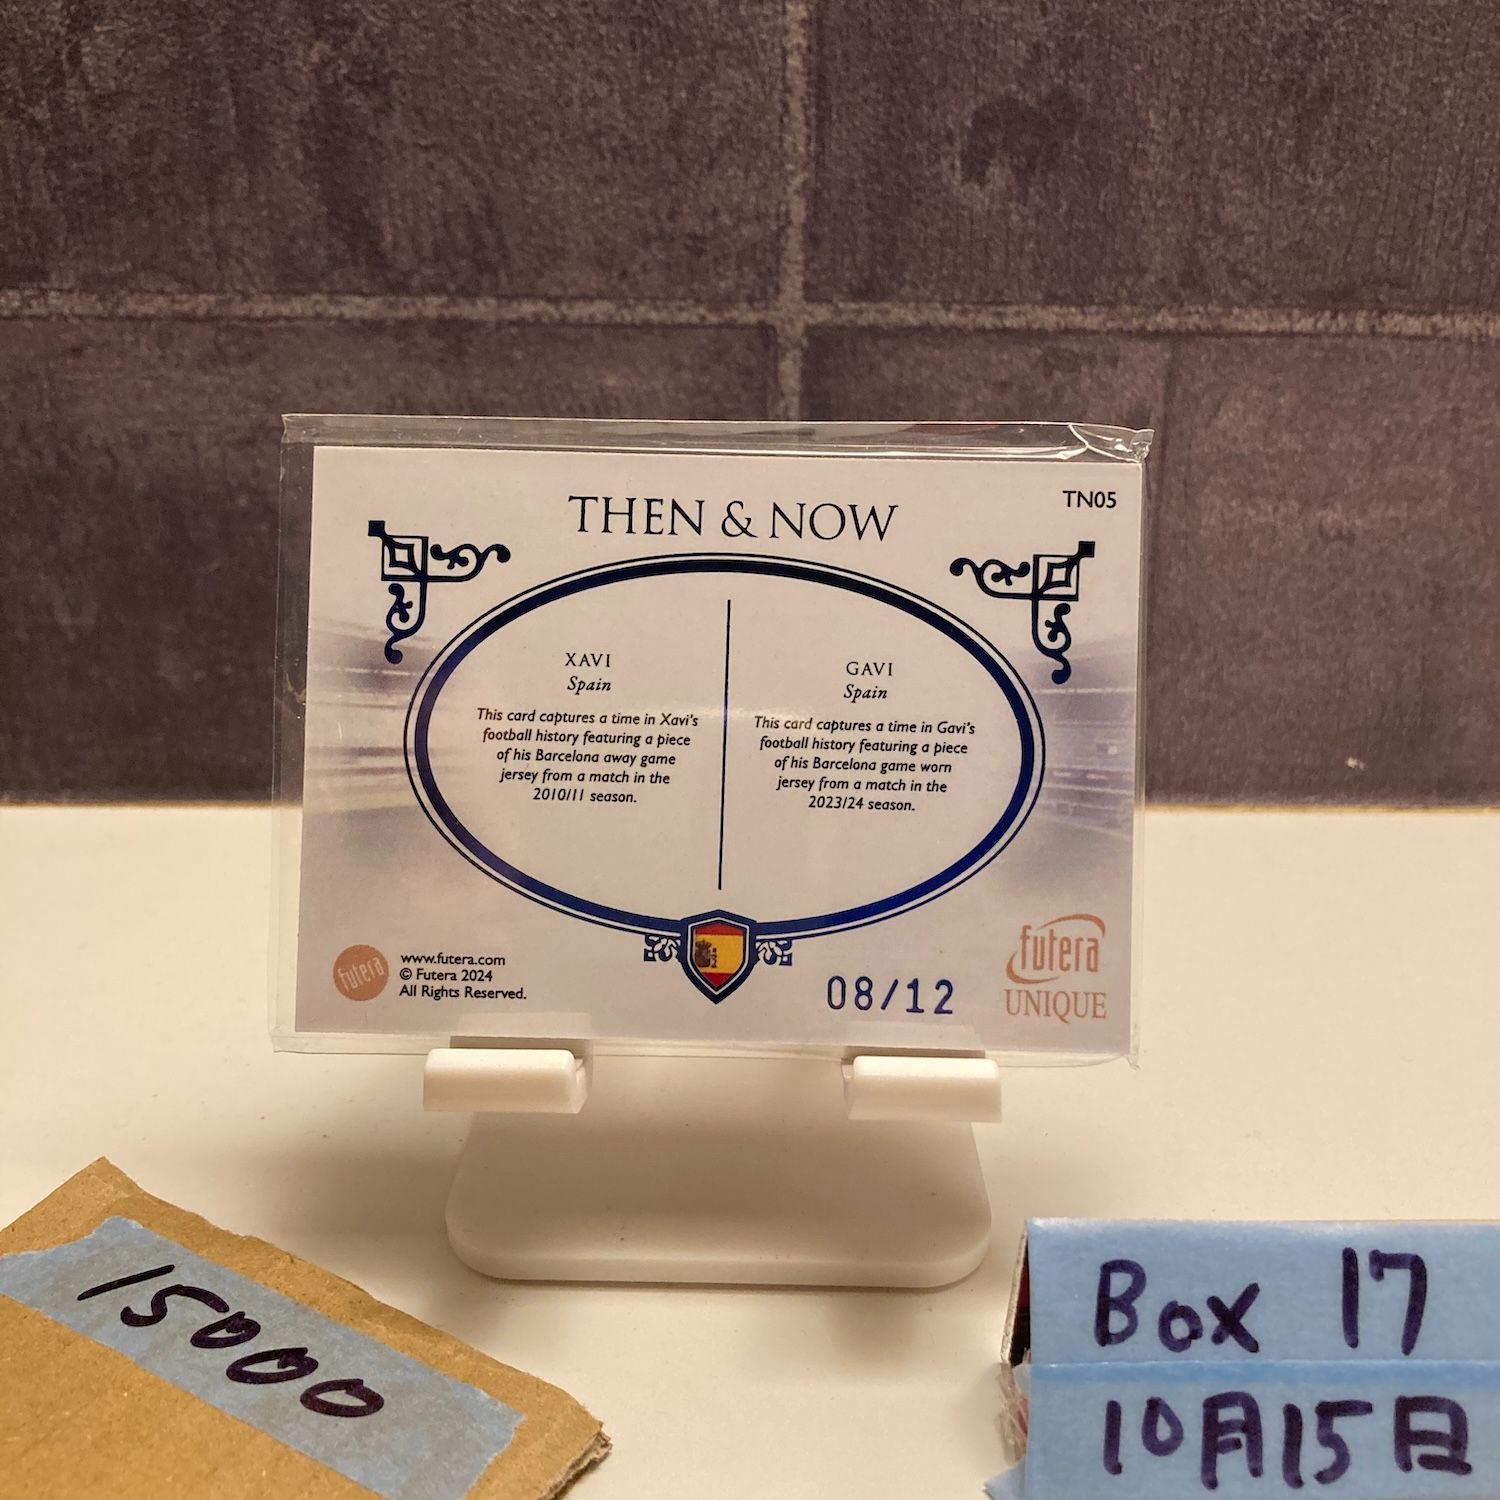 THEN & NOW
TN05
XAVI
Spain
This card captures a time in Xavi's
football history featuring a piece
of his Barcelona away game
jersey from a match in the
2010/11 season.
GAVI
Spain
This card captures a time in Gavi's
football history featuring a piece
of his Barcelona game worn
jersey from a match in the
2023/24 season.
futera
www.futera.com
© Futera 2024
All Rights Reserved.
08/12
futera
UNIQUE
15000
Box 17
10月15日